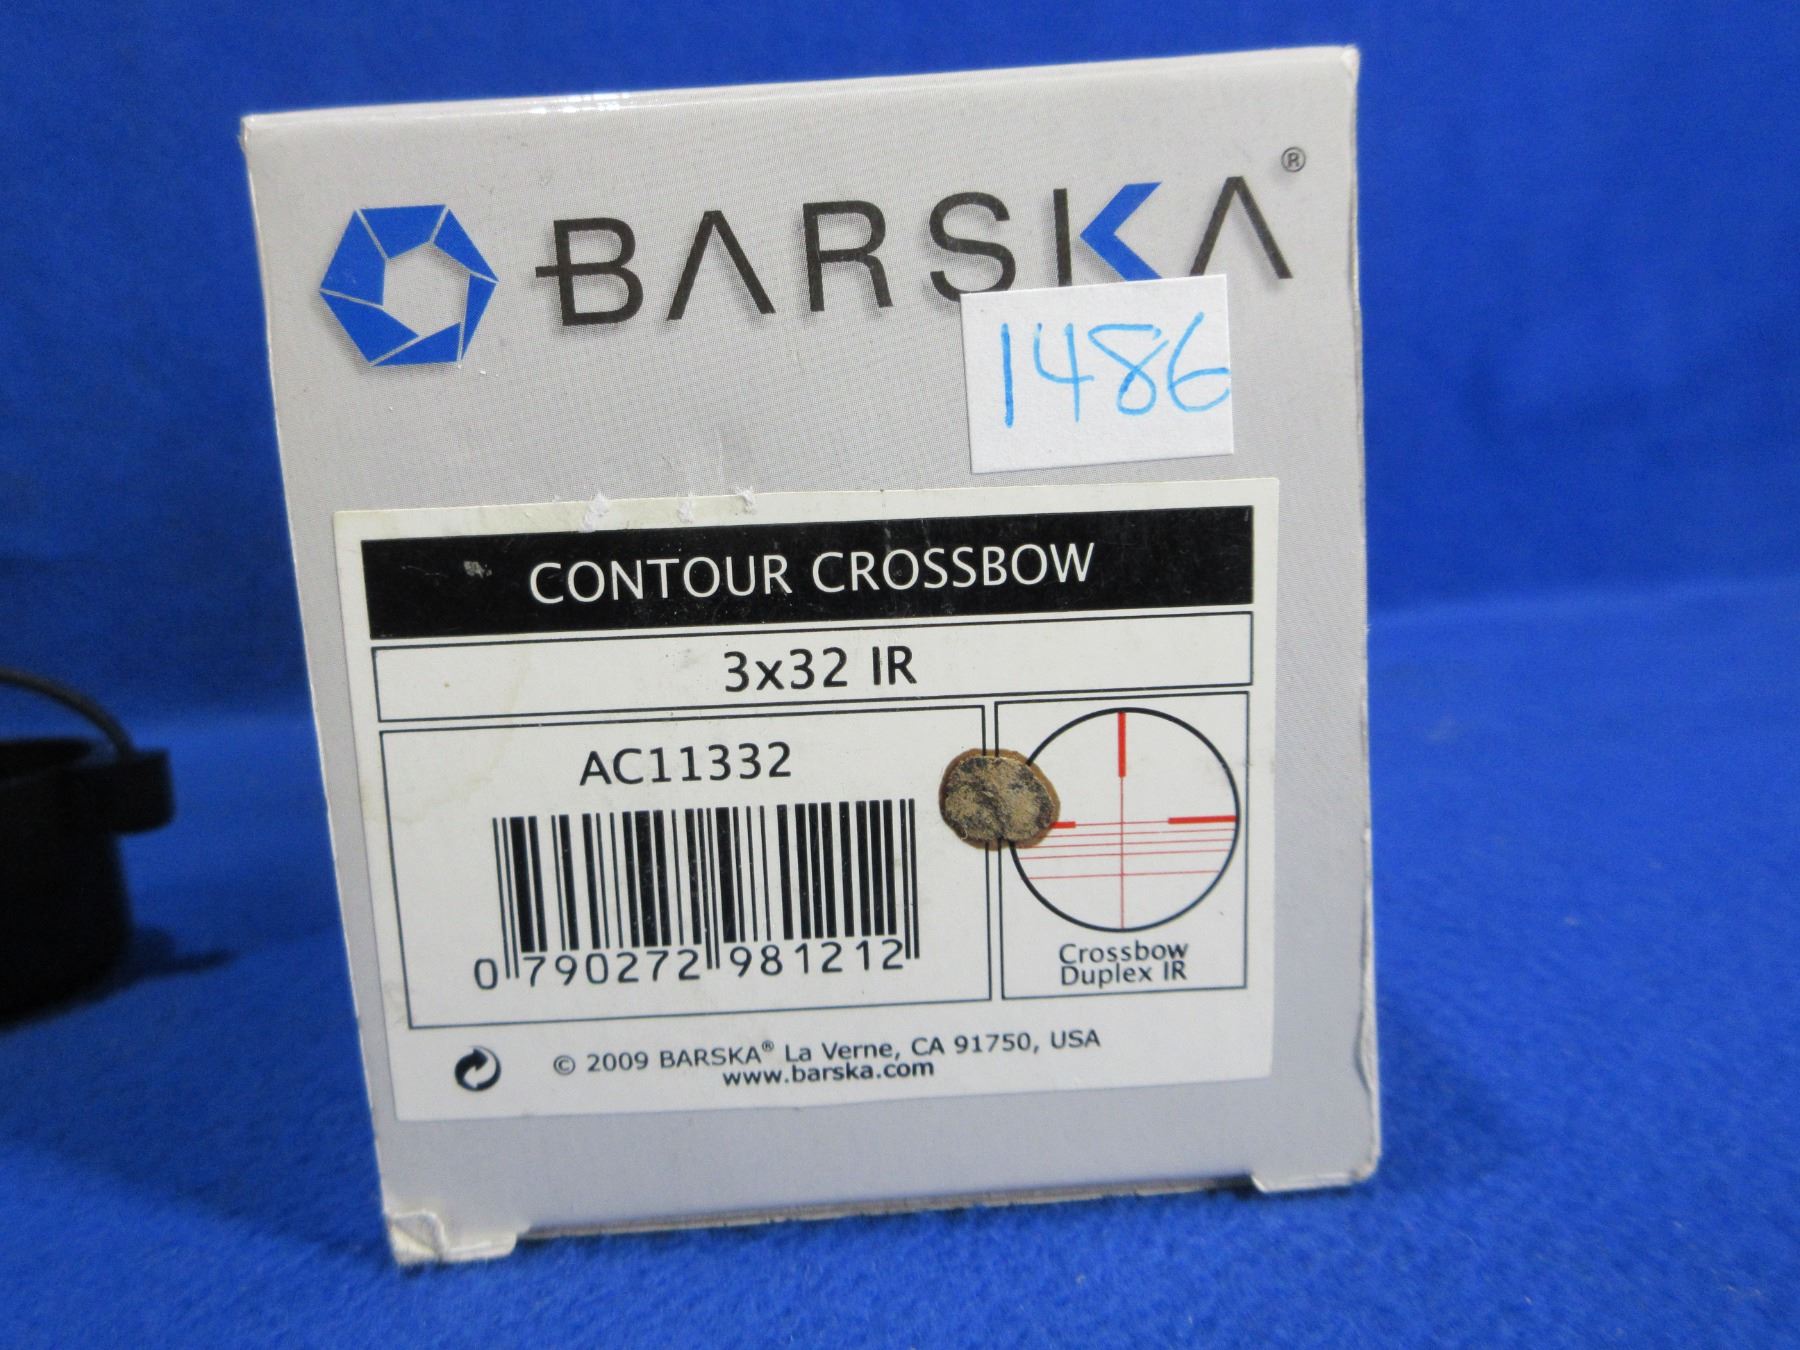 BARSKA®
1486
CONTOUR CROSSBOW
3x32 IR
AC11332
0 790272 981212
Crossbow
Duplex IR
© 2009 BARSKA® La Verne, CA 91750, USA
www.barska.com